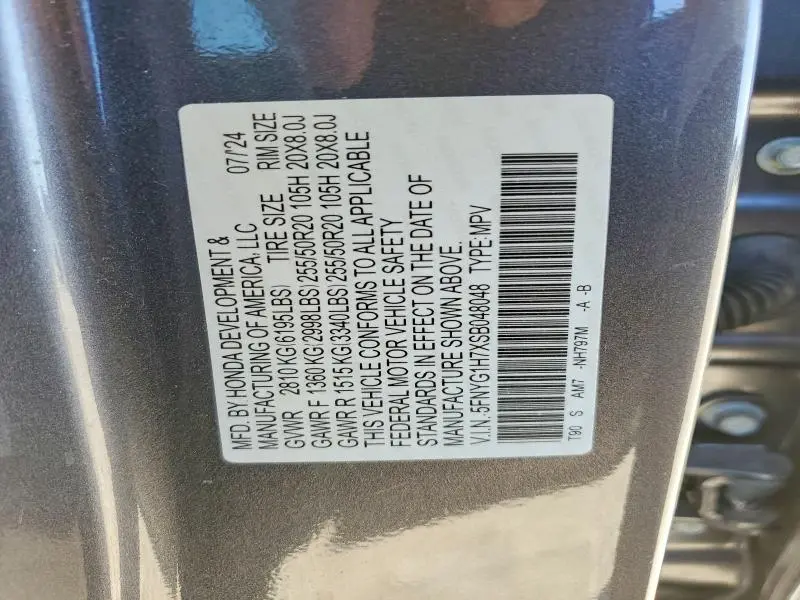 MFD. BY HONDA DEVELOPMENT & 07/24
MANUFACTURING OF AMERICA, LLC
GVWR 2810 KG(6195LBS) TIRE SIZE RIM SIZE
GAWR F 1360 KG(2998LBS) 255/50R20 105H 20X8.0J
GAWR R 1515 KG(3340LBS) 255/50R20 105H 20X8.0J
THIS VEHICLE CONFORMS TO ALL APPLICABLE
FEDERAL MOTOR VEHICLE SAFETY
STANDARDS IN EFFECT ON THE DATE OF
MANUFACTURE SHOWN ABOVE.
V.I.N.:5FNYG1H7XSB048048 TYPE:MPV
T90 S AM7 -NH797M -A -B